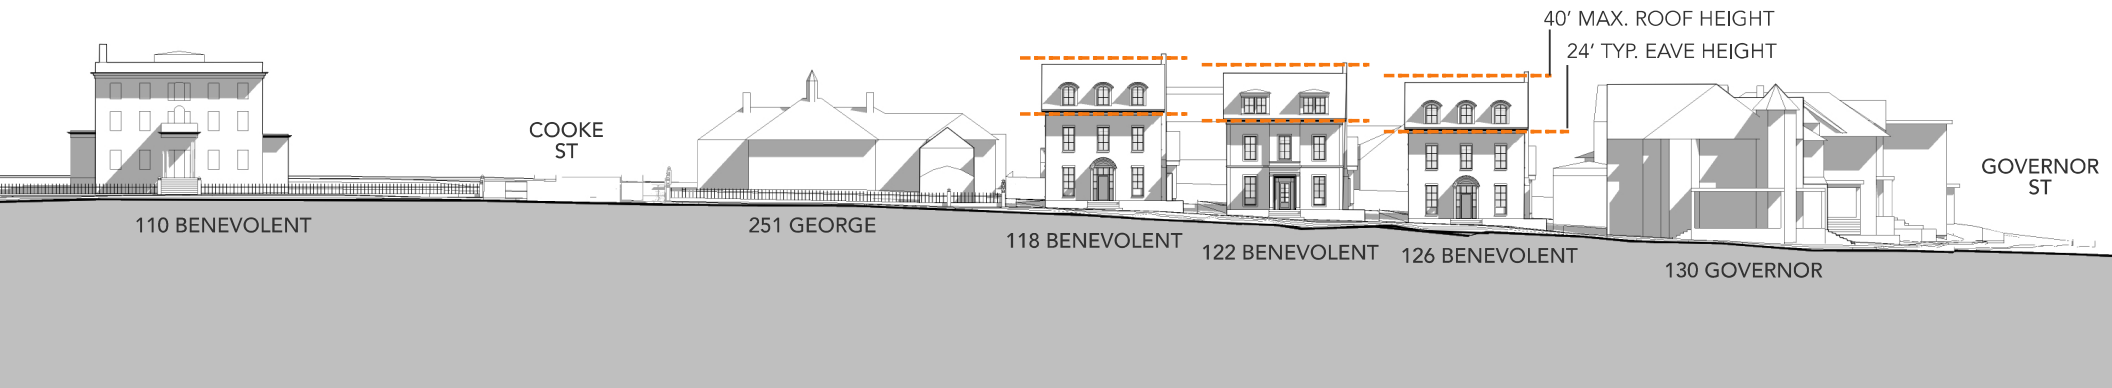 40’ MAX. ROOF HEIGHT
24’ TYP. EAVE HEIGHT
COOKE
ST
GOVERNOR
ST
110 BENEVOLENT
251 GEORGE
118 BENEVOLENT
122 BENEVOLENT
126 BENEVOLENT
130 GOVERNOR